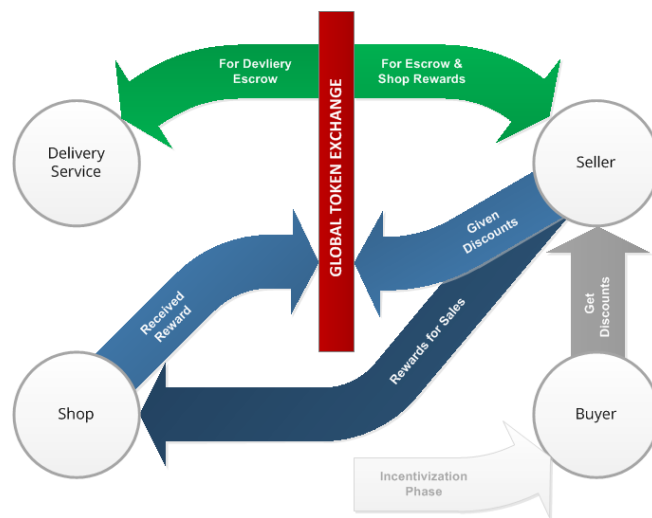 For Devliery
Escrow
For Escrow &
Shop Rewards
GLOBAL TOKEN EXCHANGE
Delivery
Service
Seller
Given
Discounts
Received
Reward
Rewards for Sales
Get
Discounts
Shop
Buyer
Incentivization
Phase